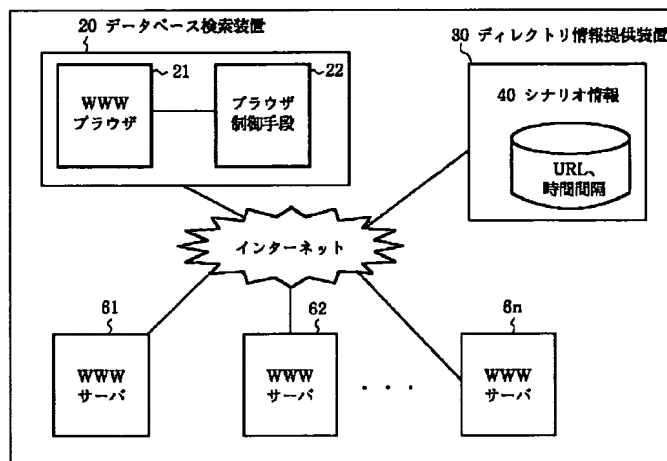 20 データベース検索装置
30 ディレクトリ情報提供装置
21
22
WWW
ブラウザ
ブラウザ
制御手段
40 シナリオ情報
URL、
時間間隔
インターネット
61
62
6n
WWW
サーバ
WWW
サーバ
・・・
WWW
サーバ